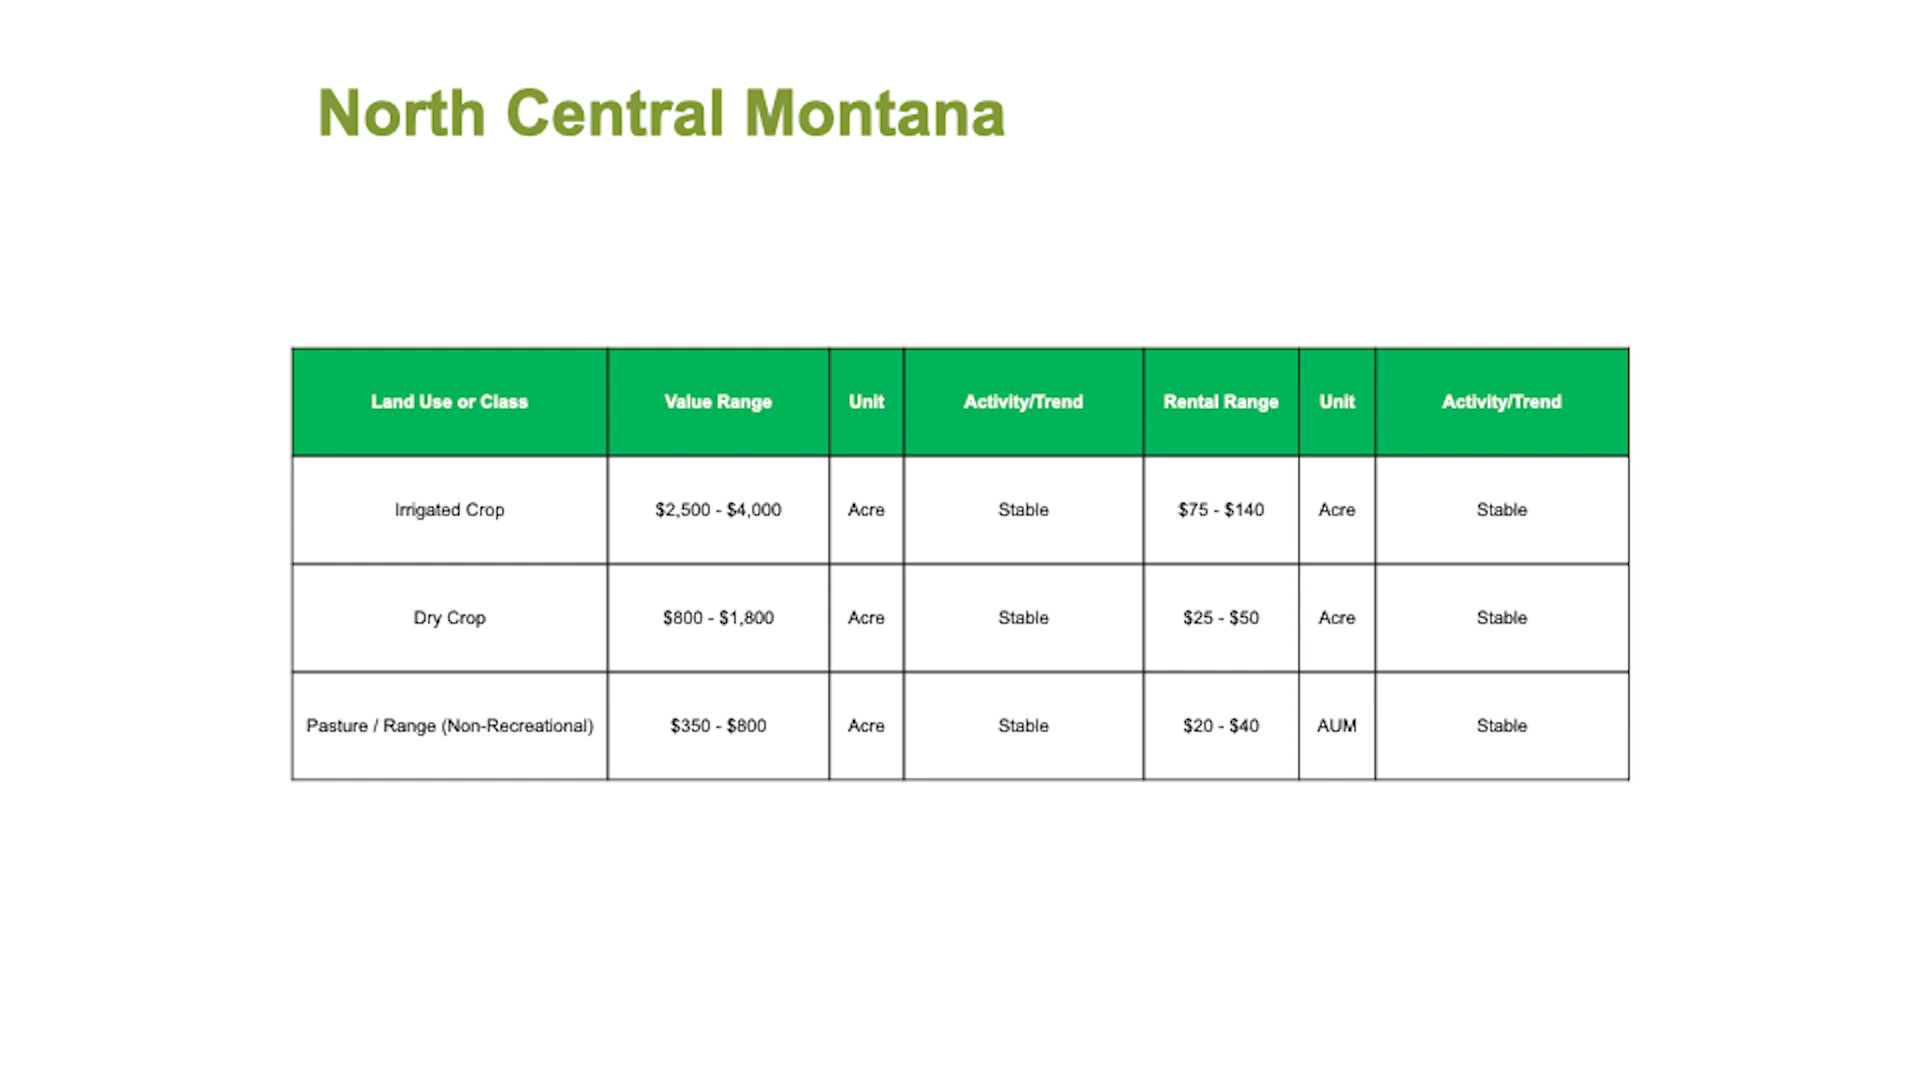 North Central Montana
Land Use or Class Value Range Unit Activity/Trend Rental Range Unit Activity/Trend
Irrigated Crop $2,500 - $4,000 Acre Stable $75 - $140 Acre Stable
Dry Crop $800 - $1,800 Acre Stable $25 - $50 Acre Stable
Pasture / Range (Non-Recreational) $350 - $800 Acre Stable $20 - $40 AUM Stable